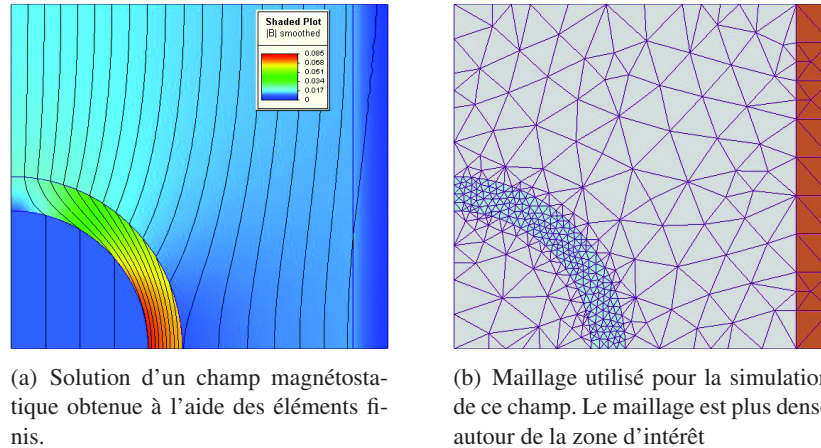 Shaded Plot
|B| smoothed
0.085
0.068
0.051
0.034
0.017
0
(a) Solution d'un champ magnétosta-
tique obtenue à l'aide des éléments fi-
nis.
(b) Maillage utilisé pour la simulation
de ce champ. Le maillage est plus dense
autour de la zone d'intérêt